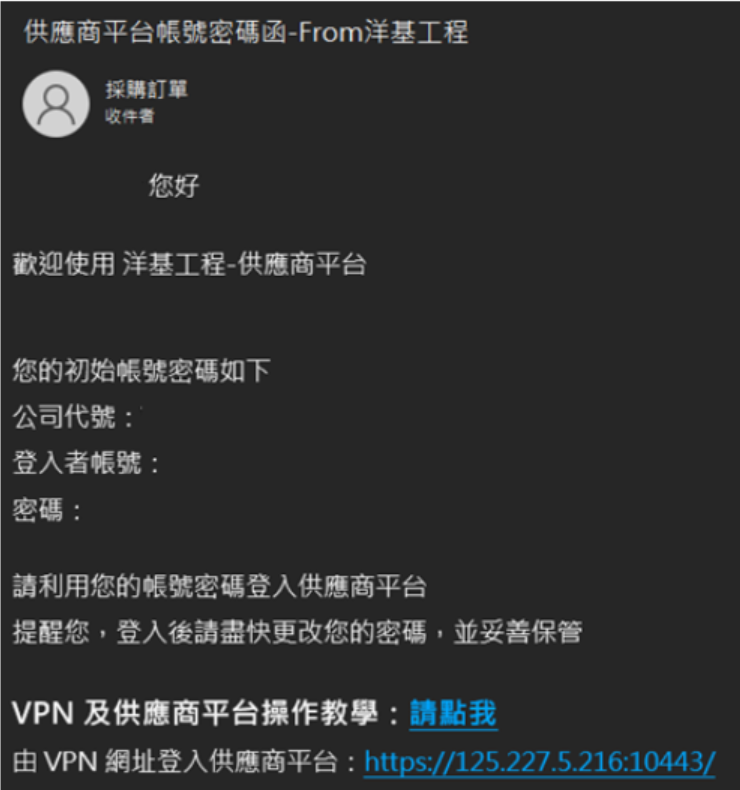 供應商平台帳號密碼函-From洋基工程
採購訂單
收件者
您好
歡迎使用 洋基工程-供應商平台
您的初始帳號密碼如下
公司代號：
登入者帳號：
密碼：
請利用您的帳號密碼登入供應商平台
提醒您，登入後請盡快更改您的密碼，並妥善保管
VPN 及供應商平台操作教學：請點我
由 VPN 網址登入供應商平台：https://125.227.5.216:10443/